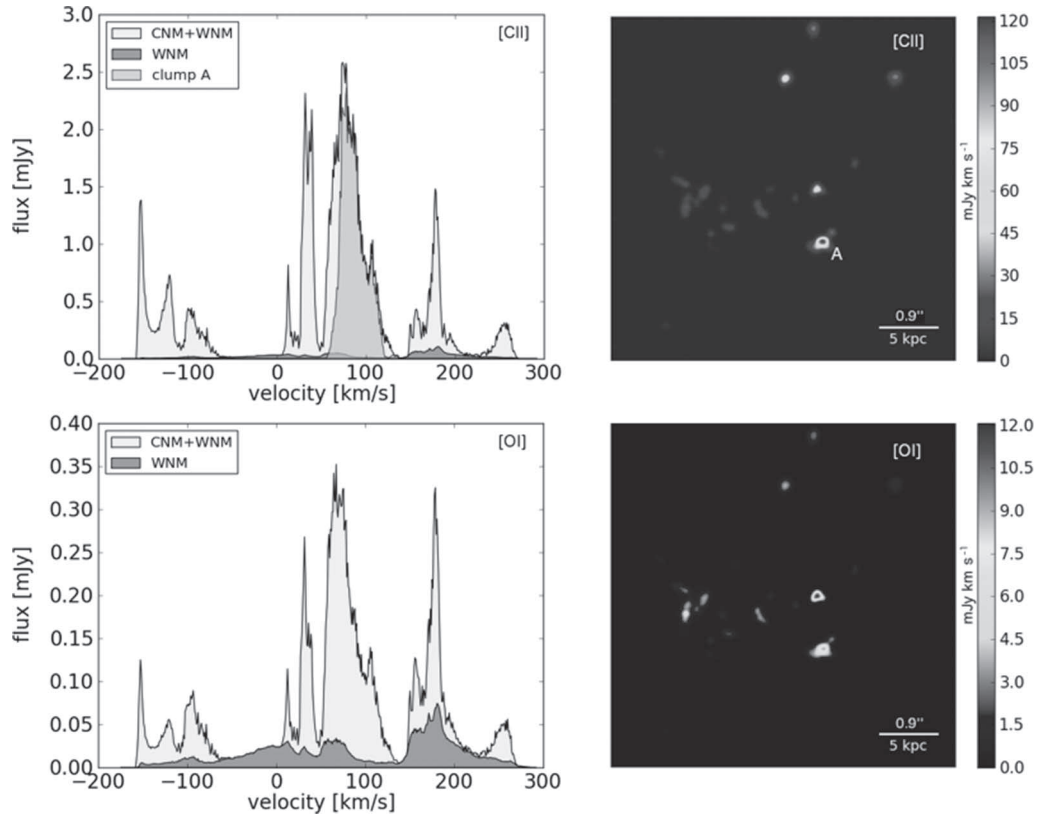 3.0
2.5
2.0
1.5
1.0
0.5
0.0
flux [mJy]
CNM+WNM
WNM
clump A
[CII]
−200 −100 0 100 200 300
velocity [km/s]
[CII]
A
0.9''
5 kpc
120
105
90
75
60
45
30
15
0
mJy km s⁻¹
0.40
0.35
0.30
0.25
0.20
0.15
0.10
0.05
0.00
flux [mJy]
CNM+WNM
WNM
[OI]
−200 −100 0 100 200 300
velocity [km/s]
[OI]
0.9''
5 kpc
12.0
10.5
9.0
7.5
6.0
4.5
3.0
1.5
0.0
mJy km s⁻¹